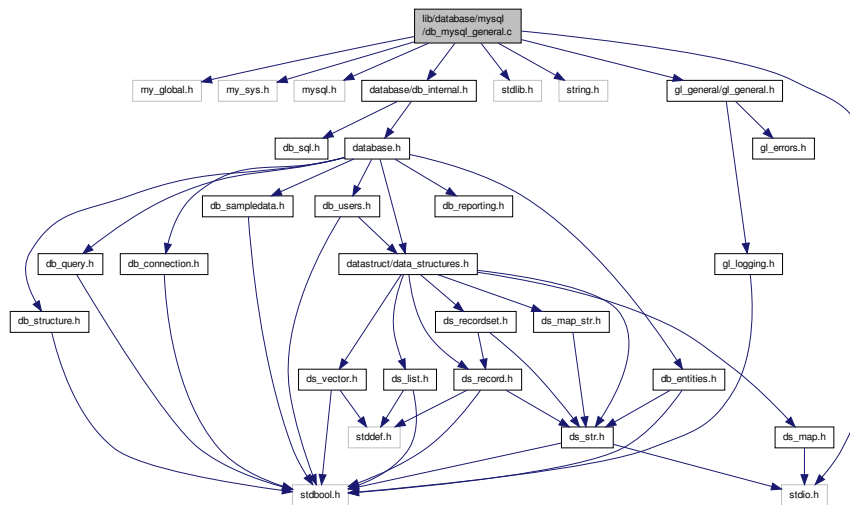 lib/database/mysql
/db_mysql_general.c
my_global.h
my_sys.h
mysql.h
database/db_internal.h
stdlib.h
string.h
gl_general/gl_general.h
db_sql.h
database.h
gl_errors.h
db_sampledata.h
db_users.h
db_reporting.h
db_query.h
db_connection.h
datastruct/data_structures.h
gl_logging.h
db_structure.h
ds_recordset.h
ds_map_str.h
ds_vector.h
ds_list.h
ds_record.h
db_entities.h
stddef.h
ds_str.h
ds_map.h
stdbool.h
stdio.h